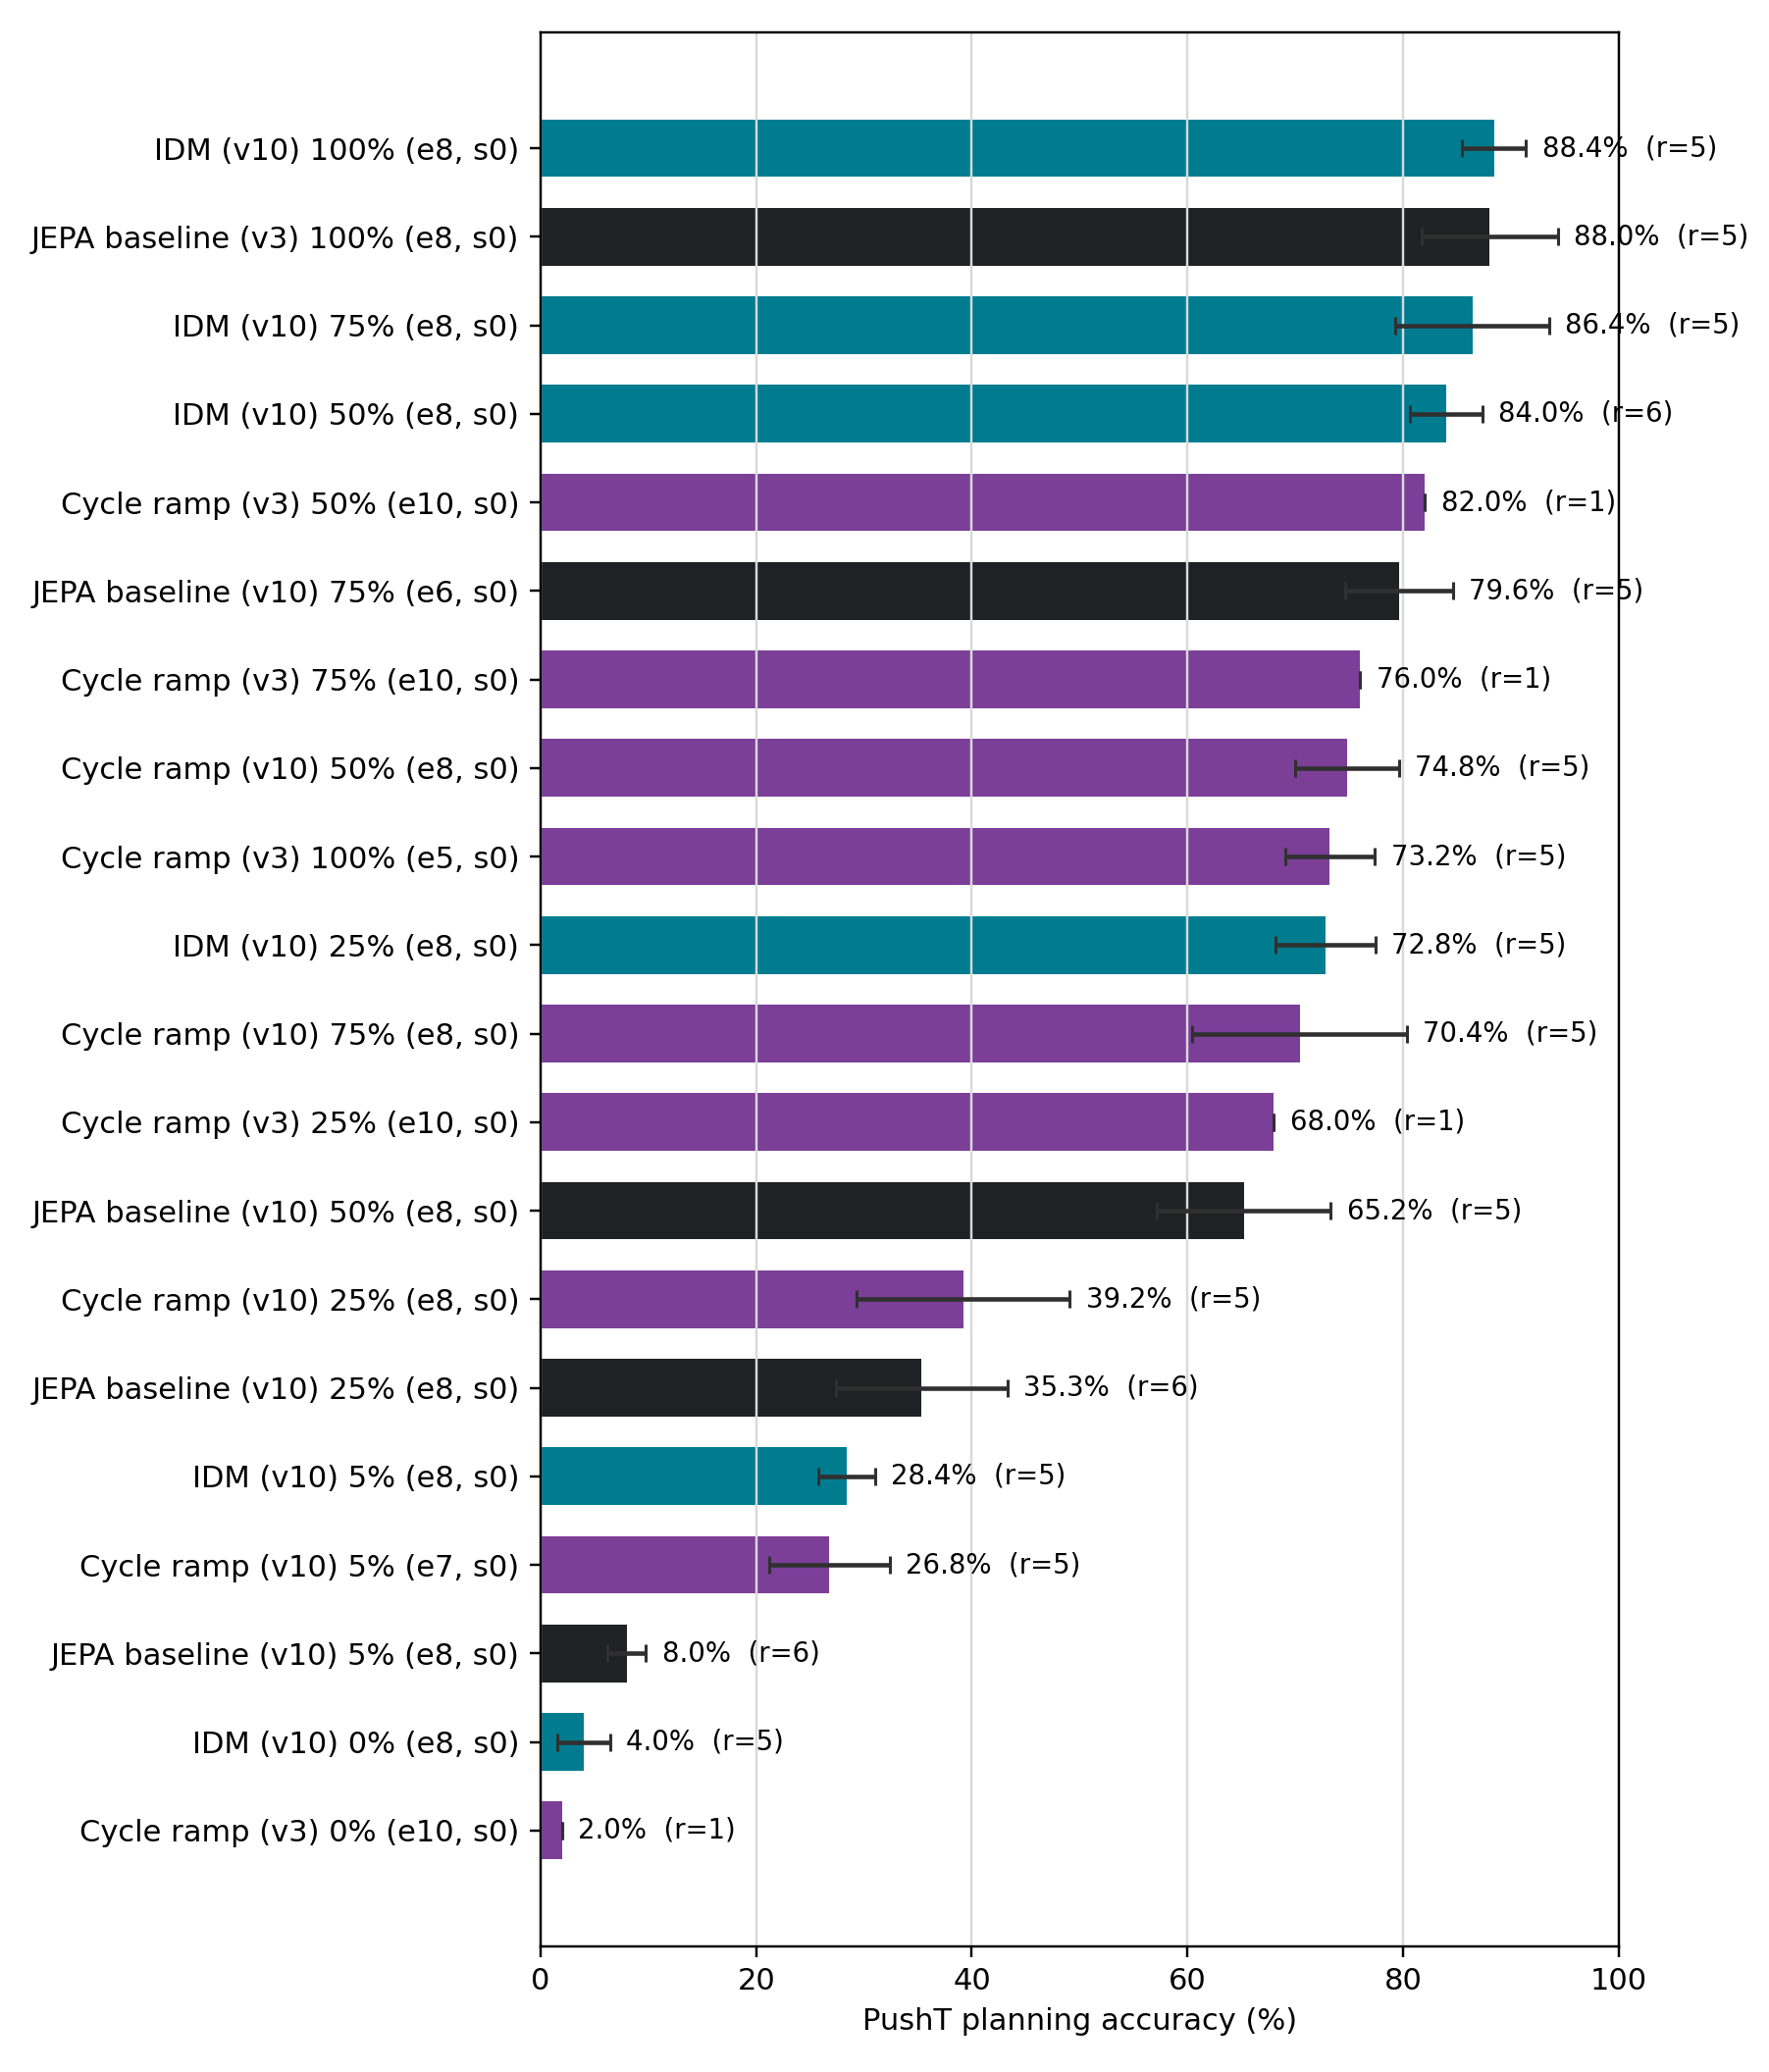 IDM (v10) 100% (e8, s0) 88.4% (r=5)
JEPA baseline (v3) 100% (e8, s0) 88.0% (r=5)
IDM (v10) 75% (e8, s0) 86.4% (r=5)
IDM (v10) 50% (e8, s0) 84.0% (r=6)
Cycle ramp (v3) 50% (e10, s0) 82.0% (r=1)
JEPA baseline (v10) 75% (e6, s0) 79.6% (r=5)
Cycle ramp (v3) 75% (e10, s0) 76.0% (r=1)
Cycle ramp (v10) 50% (e8, s0) 74.8% (r=5)
Cycle ramp (v3) 100% (e5, s0) 73.2% (r=5)
IDM (v10) 25% (e8, s0) 72.8% (r=5)
Cycle ramp (v10) 75% (e8, s0) 70.4% (r=5)
Cycle ramp (v3) 25% (e10, s0) 68.0% (r=1)
JEPA baseline (v10) 50% (e8, s0) 65.2% (r=5)
Cycle ramp (v10) 25% (e8, s0) 39.2% (r=5)
JEPA baseline (v10) 25% (e8, s0) 35.3% (r=6)
IDM (v10) 5% (e8, s0) 28.4% (r=5)
Cycle ramp (v10) 5% (e7, s0) 26.8% (r=5)
JEPA baseline (v10) 5% (e8, s0) 8.0% (r=6)
IDM (v10) 0% (e8, s0) 4.0% (r=5)
Cycle ramp (v3) 0% (e10, s0) 2.0% (r=1)
0 20 40 60 80 100
PushT planning accuracy (%)